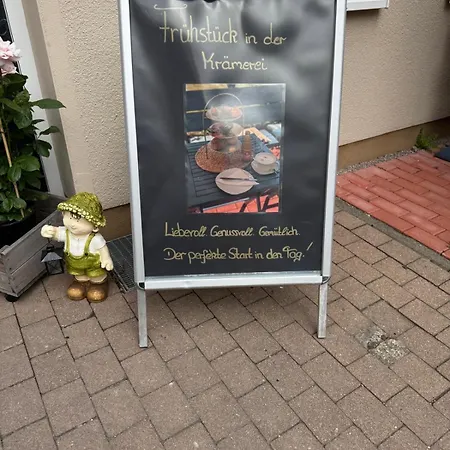 Frühstück in der
Krämerei
Liebevoll. Genussvoll. Gemütlich.
Der perfekte Start in den Tag!